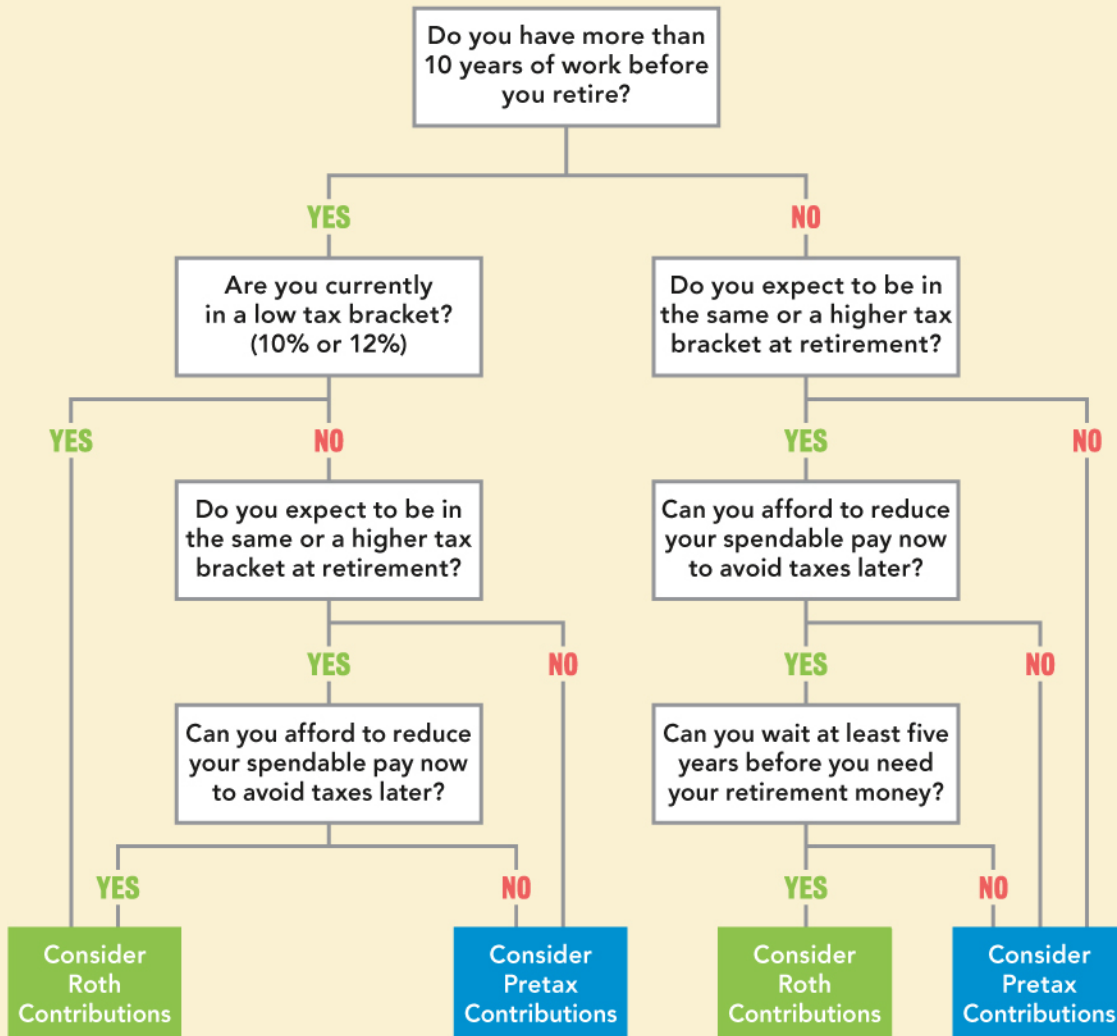 Do you have more than
10 years of work before
you retire?
YES
NO
Are you currently
in a low tax bracket?
(10% or 12%)
Do you expect to be in
the same or a higher tax
bracket at retirement?
YES
NO
YES
NO
Do you expect to be in
the same or a higher tax
bracket at retirement?
Can you afford to reduce
your spendable pay now
to avoid taxes later?
YES
NO
YES
NO
Can you afford to reduce
your spendable pay now
to avoid taxes later?
Can you wait at least five
years before you need
your retirement money?
YES
NO
YES
NO
Consider
Roth
Contributions
Consider
Pretax
Contributions
Consider
Roth
Contributions
Consider
Pretax
Contributions